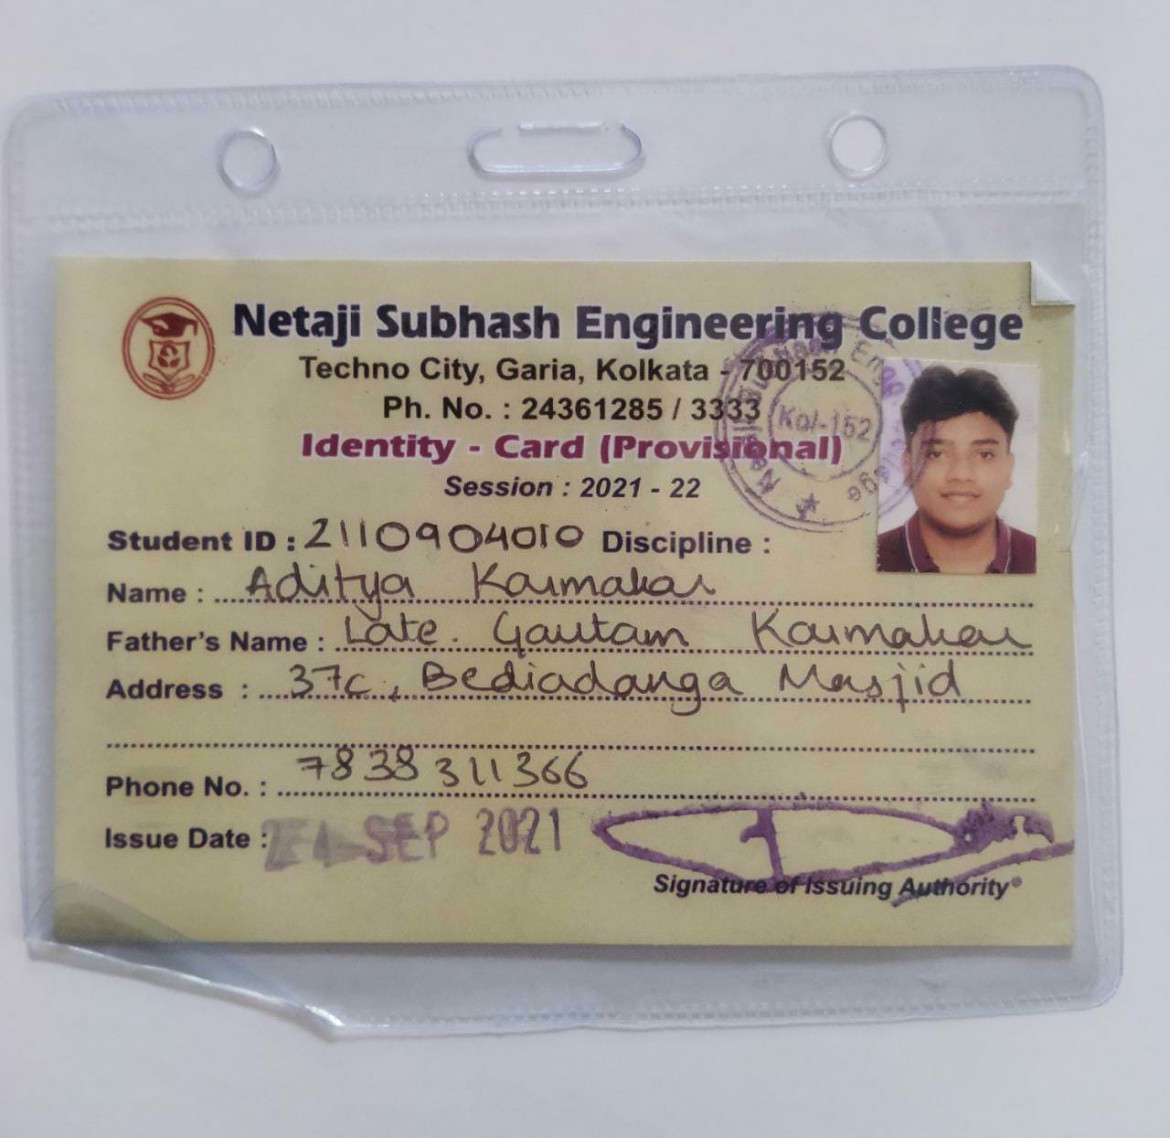 Netaji Subhash Engineering College
Techno City, Garia, Kolkata - 700152
Ph. No. : 24361285 / 3333
Identity - Card (Provisional)
Session : 2021 - 22
Kol-152
Student ID : 2110904010 Discipline :
Name : Aditya Karmakar
Father's Name : Late. Gautam Karmakar
Address : 37c, Bediadanga Masjid
Phone No. : 7838311366
Issue Date : SEP 2021
Signature of Issuing Authority